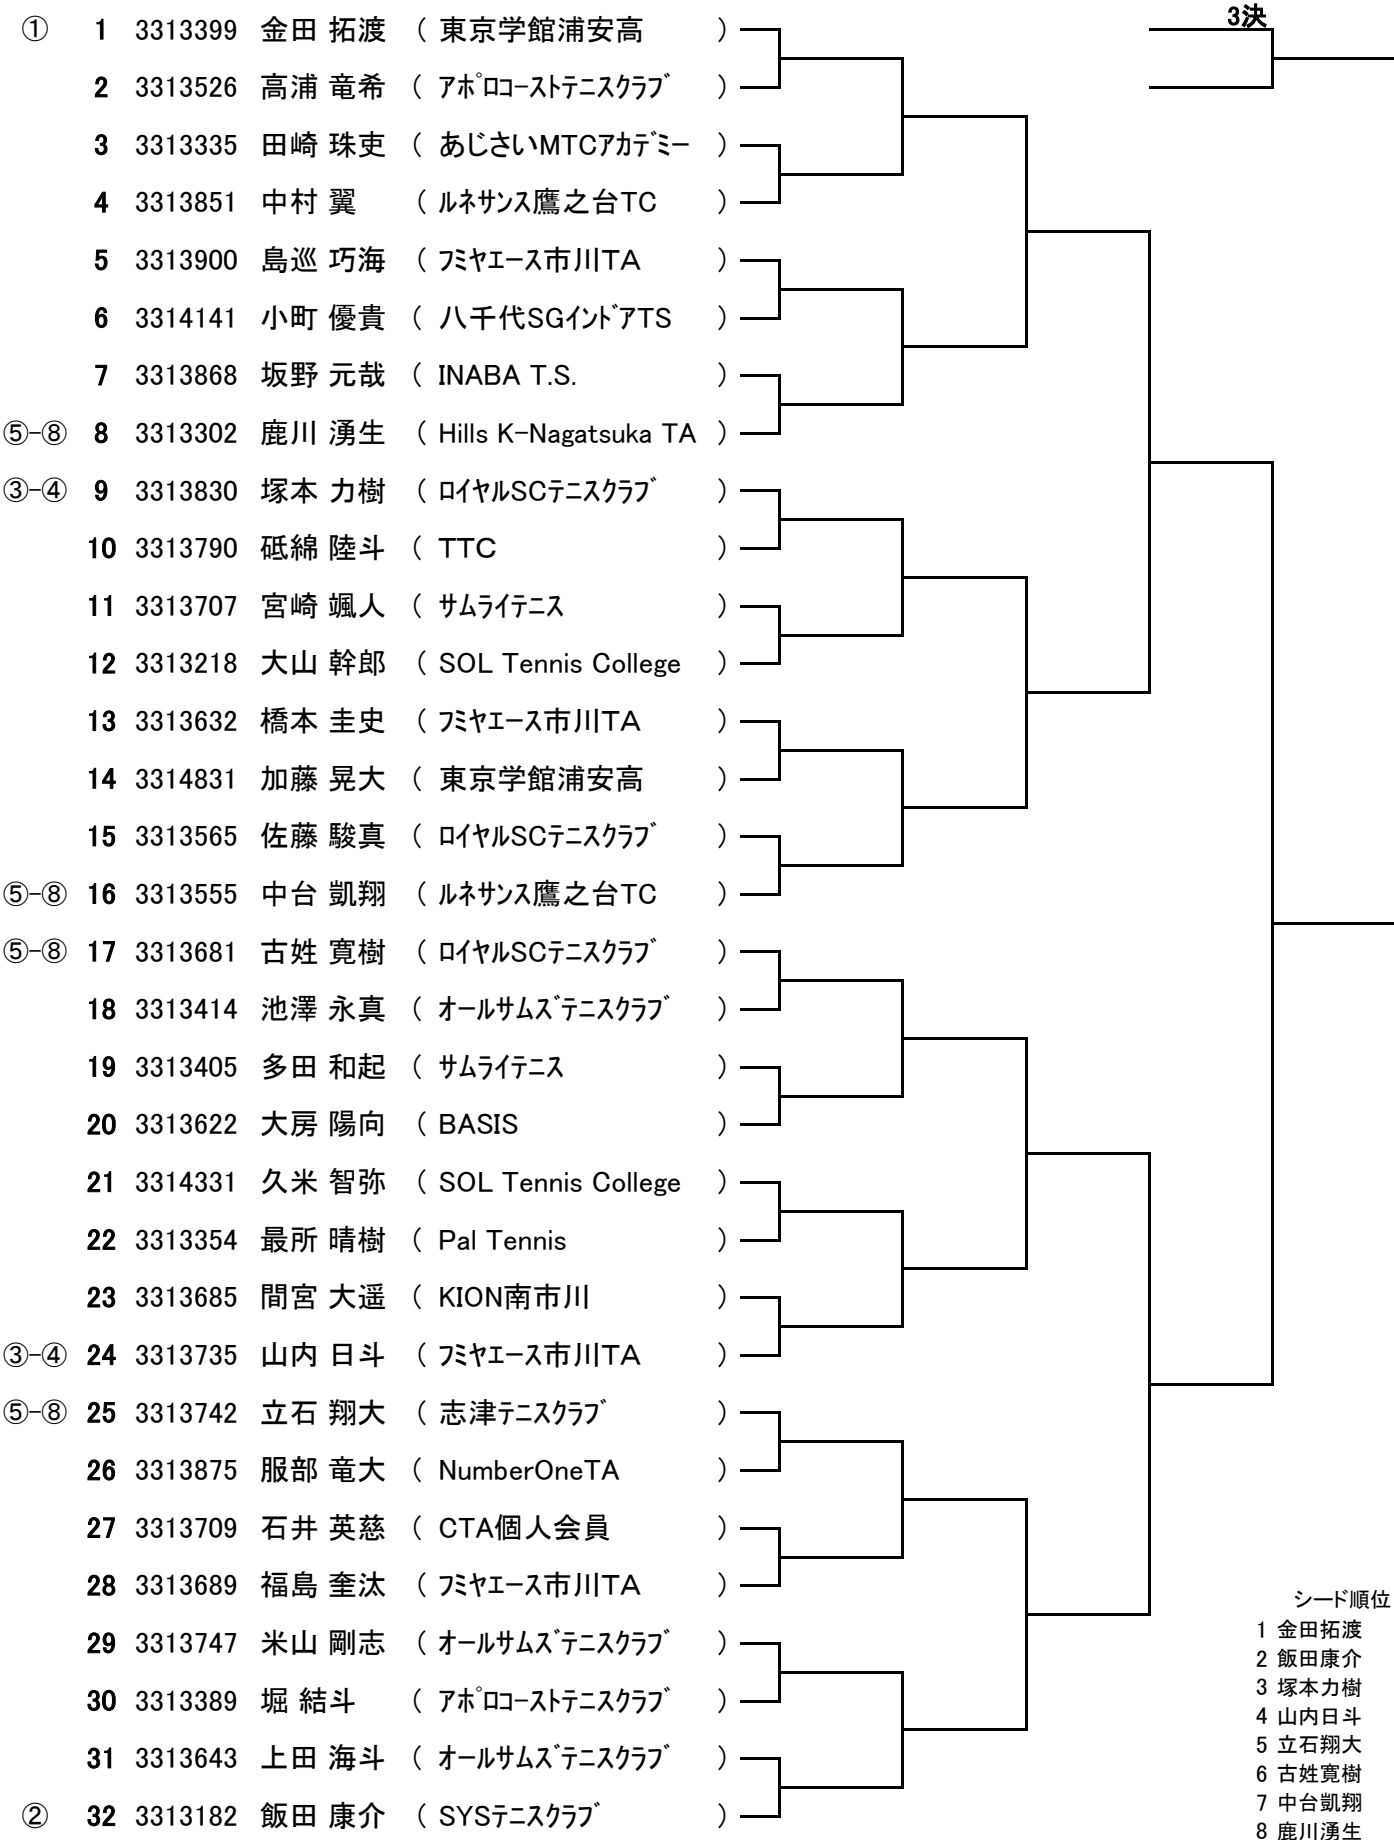 3決
① 1 3313399 金田 拓渡 ( 東京学館浦安高 )
2 3313526 高浦 竜希 ( ｱﾎﾟﾛｺｰｽﾄﾃﾆｽｸﾗﾌﾞ )
3 3313335 田崎 珠吏 ( あじさいMTCｱｶﾃﾞﾐｰ )
4 3313851 中村 翼 ( ﾙﾈｻﾝｽ鷹之台TC )
5 3313900 島巡 巧海 ( ﾌﾐﾔｴｰｽ市川TA )
6 3314141 小町 優貴 ( 八千代SGｲﾝﾄﾞｱTS )
7 3313868 坂野 元哉 ( INABA T.S. )
⑤-⑧ 8 3313302 鹿川 湧生 ( Hills K-Nagatsuka TA )
③-④ 9 3313830 塚本 力樹 ( ﾛｲﾔﾙSCﾃﾆｽｸﾗﾌﾞ )
10 3313790 砥綿 陸斗 ( TTC )
11 3313707 宮崎 颯人 ( ｻﾑﾗｲﾃﾆｽ )
12 3313218 大山 幹郎 ( SOL Tennis College )
13 3313632 橋本 圭史 ( ﾌﾐﾔｴｰｽ市川TA )
14 3314831 加藤 晃大 ( 東京学館浦安高 )
15 3313565 佐藤 駿真 ( ﾛｲﾔﾙSCﾃﾆｽｸﾗﾌﾞ )
⑤-⑧ 16 3313555 中台 凱翔 ( ﾙﾈｻﾝｽ鷹之台TC )
⑤-⑧ 17 3313681 古姓 寛樹 ( ﾛｲﾔﾙSCﾃﾆｽｸﾗﾌﾞ )
18 3313414 池澤 永真 ( ｵｰﾙｻﾑｽﾞﾃﾆｽｸﾗﾌﾞ )
19 3313405 多田 和起 ( ｻﾑﾗｲﾃﾆｽ )
20 3313622 大房 陽向 ( BASIS )
21 3314331 久米 智弥 ( SOL Tennis College )
22 3313354 最所 晴樹 ( Pal Tennis )
23 3313685 間宮 大遥 ( KION南市川 )
③-④ 24 3313735 山内 日斗 ( ﾌﾐﾔｴｰｽ市川TA )
⑤-⑧ 25 3313742 立石 翔大 ( 志津ﾃﾆｽｸﾗﾌﾞ )
26 3313875 服部 竜大 ( NumberOneTA )
27 3313709 石井 英慈 ( CTA個人会員 )
28 3313689 福島 奎汰 ( ﾌﾐﾔｴｰｽ市川TA )
29 3313747 米山 剛志 ( ｵｰﾙｻﾑｽﾞﾃﾆｽｸﾗﾌﾞ )
30 3313389 堀 結斗 ( ｱﾎﾟﾛｺｰｽﾄﾃﾆｽｸﾗﾌﾞ )
31 3313643 上田 海斗 ( ｵｰﾙｻﾑｽﾞﾃﾆｽｸﾗﾌﾞ )
② 32 3313182 飯田 康介 ( SYSﾃﾆｽｸﾗﾌﾞ )
シード順位
1 金田拓渡
2 飯田康介
3 塚本力樹
4 山内日斗
5 立石翔大
6 古姓寛樹
7 中台凱翔
8 鹿川湧生